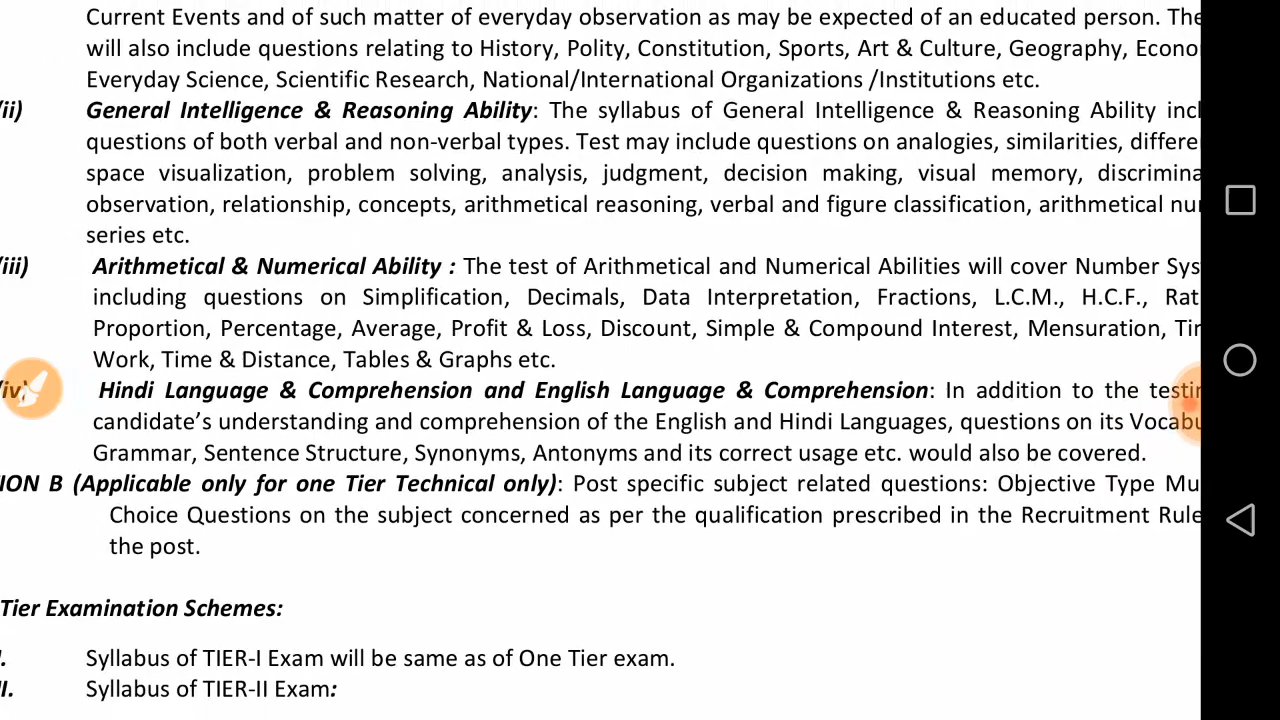 Current Events and of such matter of everyday observation as may be expected of an educated person. The
will also include questions relating to History, Polity, Constitution, Sports, Art & Culture, Geography, Econo
Everyday Science, Scientific Research, National/International Organizations /Institutions etc.
ii) General Intelligence & Reasoning Ability: The syllabus of General Intelligence & Reasoning Ability incl
questions of both verbal and non-verbal types. Test may include questions on analogies, similarities, differe
space visualization, problem solving, analysis, judgment, decision making, visual memory, discrimina
observation, relationship, concepts, arithmetical reasoning, verbal and figure classification, arithmetical nu
series etc.
iii) Arithmetical & Numerical Ability : The test of Arithmetical and Numerical Abilities will cover Number Sys
including questions on Simplification, Decimals, Data Interpretation, Fractions, L.C.M., H.C.F., Rat
Proportion, Percentage, Average, Profit & Loss, Discount, Simple & Compound Interest, Mensuration, Ti
Work, Time & Distance, Tables & Graphs etc.
iv) Hindi Language & Comprehension and English Language & Comprehension: In addition to the testin
candidate’s understanding and comprehension of the English and Hindi Languages, questions on its Vocabu
Grammar, Sentence Structure, Synonyms, Antonyms and its correct usage etc. would also be covered.
ION B (Applicable only for one Tier Technical only): Post specific subject related questions: Objective Type Mu
Choice Questions on the subject concerned as per the qualification prescribed in the Recruitment Rule
the post.
Tier Examination Schemes:
I. Syllabus of TIER-I Exam will be same as of One Tier exam.
II. Syllabus of TIER-II Exam: